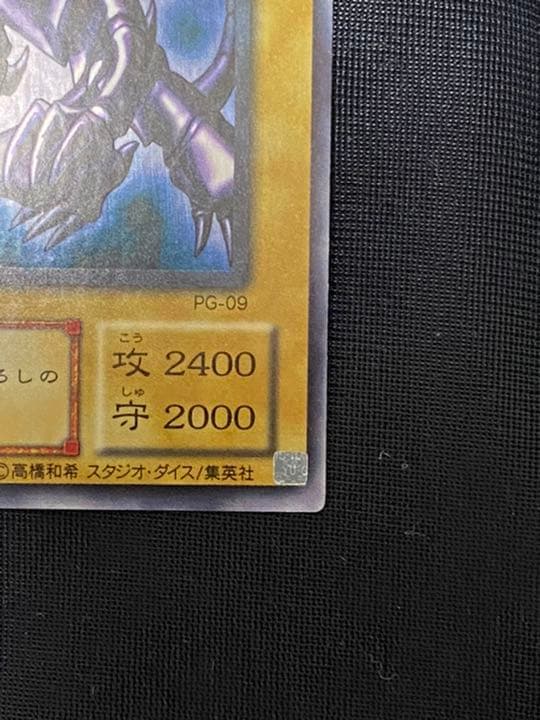 PG-09
こう
攻 2400
ろしの
しゅ
守 2000
©高橋和希 スタジオ・ダイス/集英社